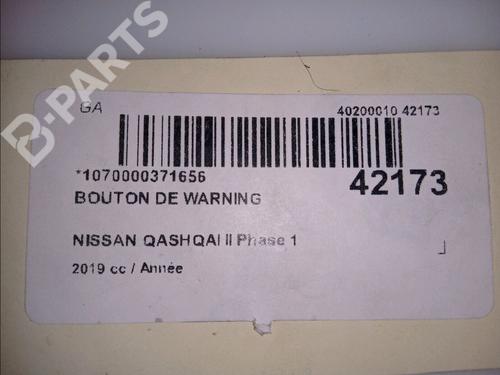 B-PARTS
GA
40200010 42173
*1070000371656
42173
BOUTON DE WARNING
NISSAN QASHQAI II Phase 1
2019 cc / Année